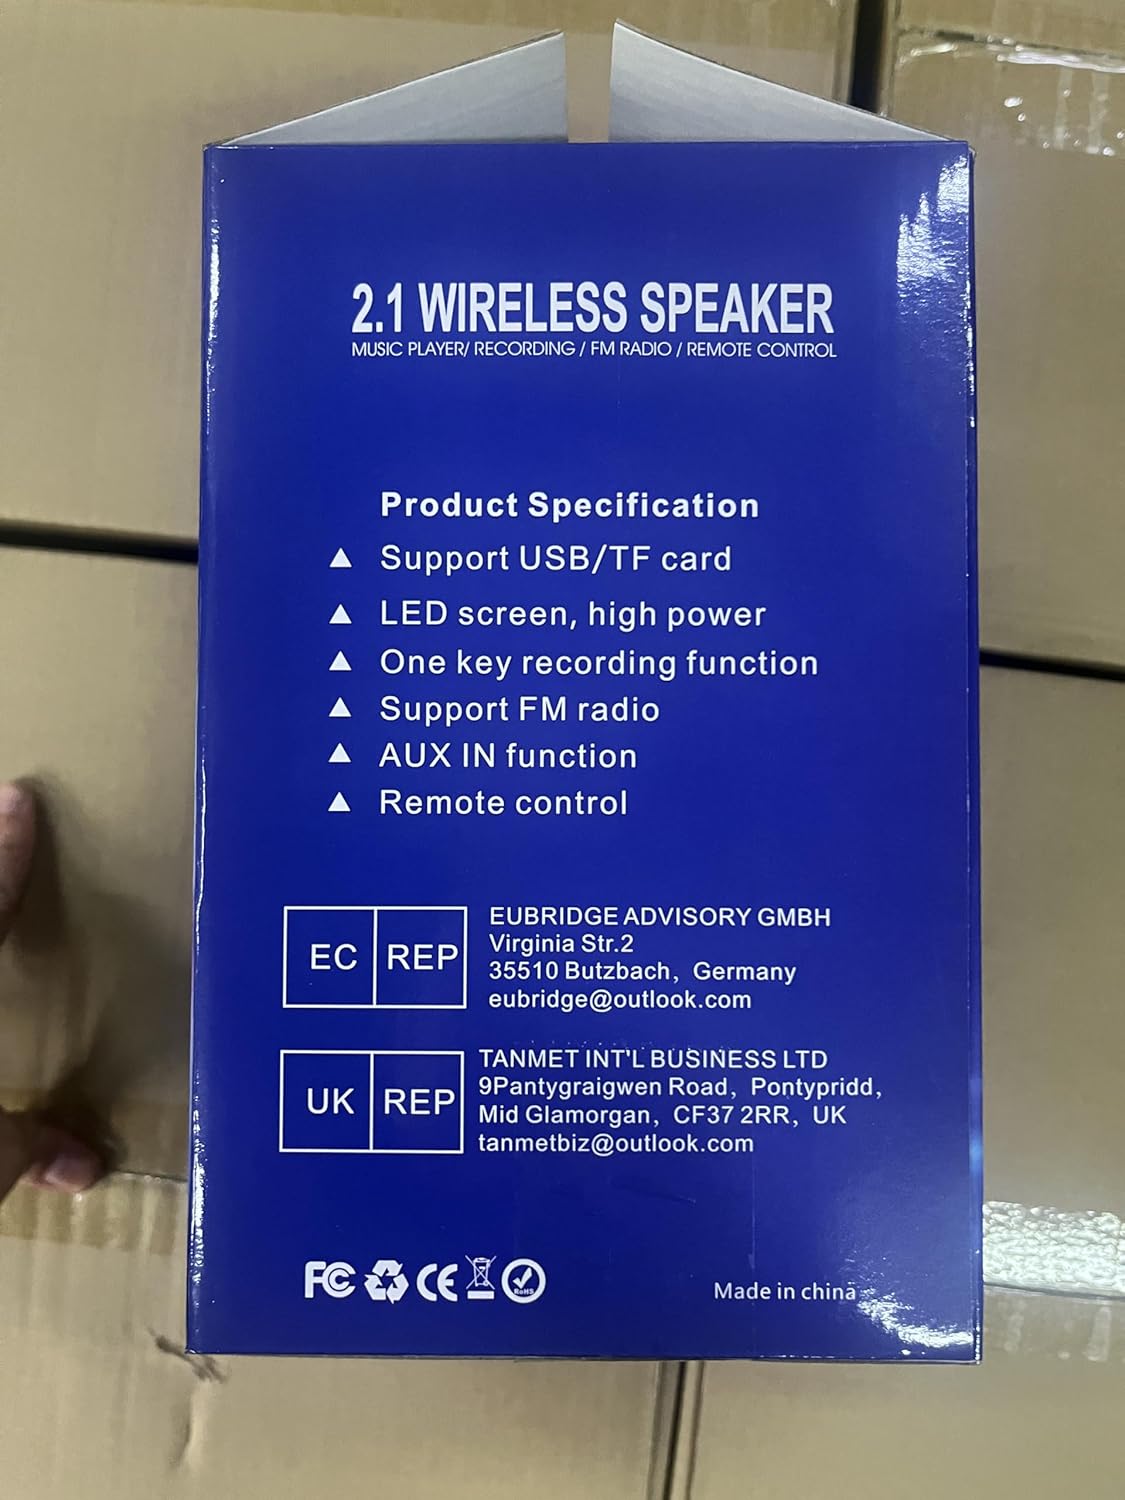 2.1 WIRELESS SPEAKER
MUSIC PLAYER/ RECORDING / FM RADIO / REMOTE CONTROL
Product Specification
▲ Support USB/TF card
▲ LED screen, high power
▲ One key recording function
▲ Support FM radio
▲ AUX IN function
▲ Remote control
EC REP
EUBRIDGE ADVISORY GMBH
Virginia Str.2
35510 Butzbach, Germany
eubridge@outlook.com
UK REP
TANMET INT'L BUSINESS LTD
9Pantygraigwen Road, Pontypridd,
Mid Glamorgan, CF37 2RR, UK
tanmetbiz@outlook.com
FC CE RoHS
Made in china